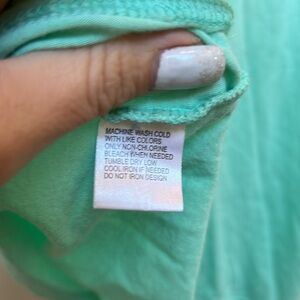 MACHINE WASH COLD
WITH LIKE COLORS
ONLY NON-CHLORINE
BLEACH WHEN NEEDED
TUMBLE DRY LOW
COOL IRON IF NEEDED
DO NOT IRON DESIGN